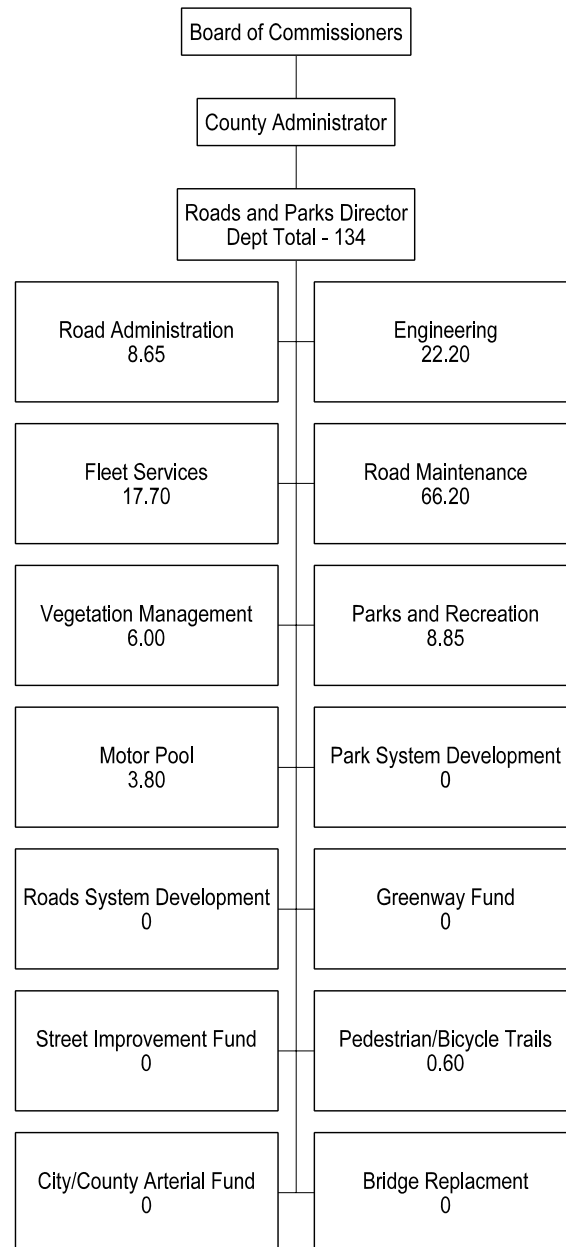 Board of Commissioners
County Administrator
Roads and Parks Director
Dept Total - 134
Road Administration
8.65
Engineering
22.20
Fleet Services
17.70
Road Maintenance
66.20
Vegetation Management
6.00
Parks and Recreation
8.85
Motor Pool
3.80
Park System Development
0
Roads System Development
0
Greenway Fund
0
Street Improvement Fund
0
Pedestrian/Bicycle Trails
0.60
City/County Arterial Fund
0
Bridge Replacment
0